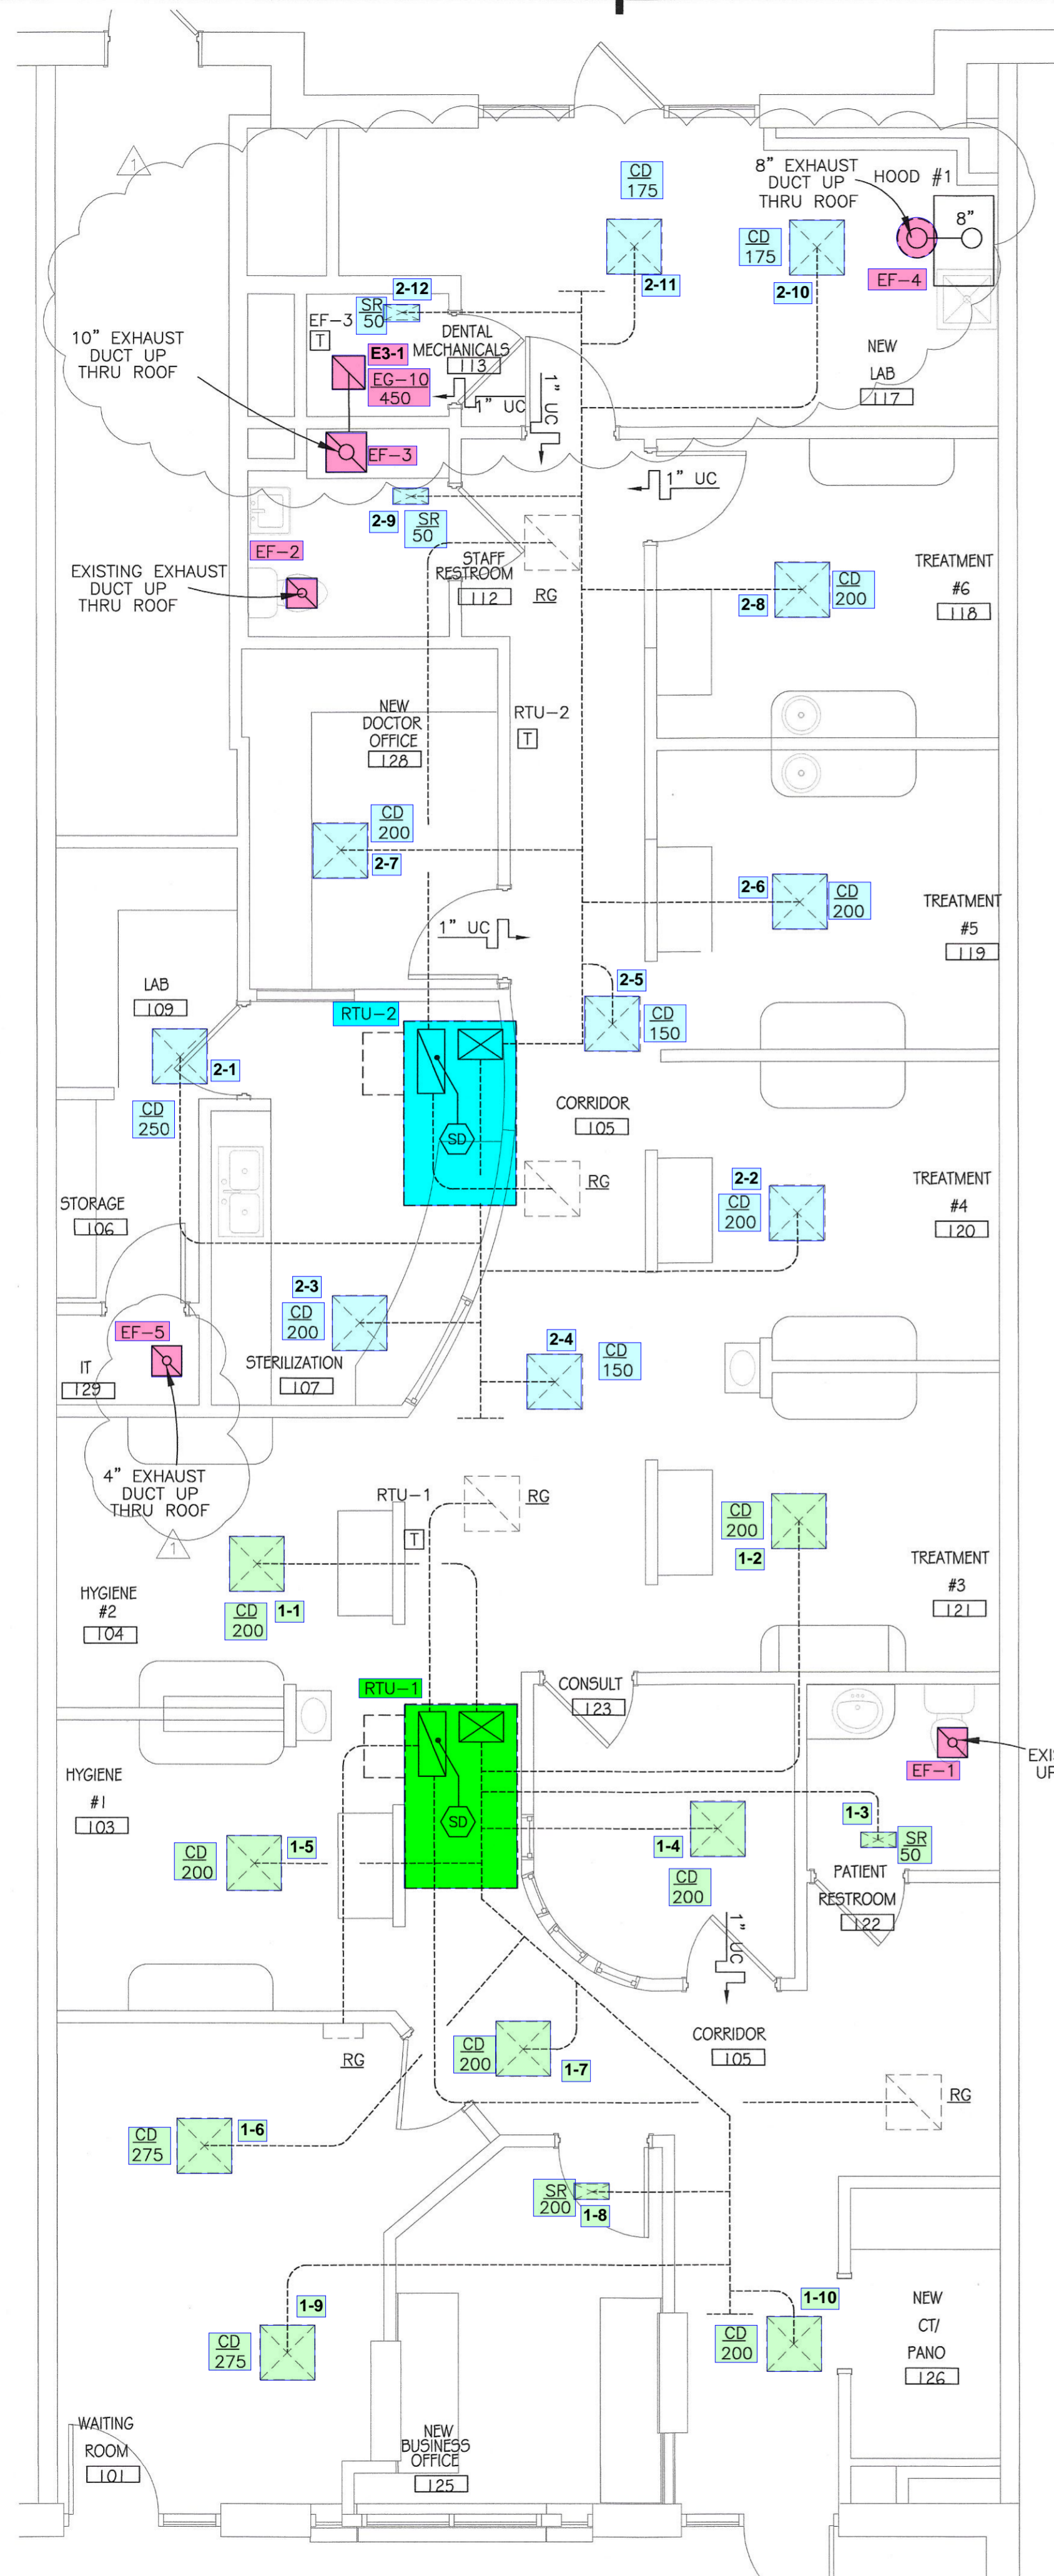 1
CD
175
8" EXHAUST
DUCT UP
THRU ROOF
HOOD #1
8"
CD
175
EF-4
2-11
2-10
2-12
SR
50
EF-3
T
DENTAL
MECHANICALS
113
10" EXHAUST
DUCT UP
THRU ROOF
E3-1
EG-10
450
1" UC
1" UC
NEW
LAB
117
EF-3
1" UC
2-9
SR
50
EF-2
STAFF
RESTROOM
112
RG
EXISTING EXHAUST
DUCT UP
THRU ROOF
TREATMENT
#6
118
CD
200
2-8
NEW
DOCTOR
OFFICE
128
RTU-2
T
CD
200
2-7
2-6
CD
200
TREATMENT
#5
119
1" UC
LAB
109
2-5
CD
150
RTU-2
2-1
CD
250
SD
CORRIDOR
105
RG
2-2
CD
200
TREATMENT
#4
120
STORAGE
106
2-3
CD
200
EF-5
STERILIZATION
107
IT
129
2-4
CD
150
4" EXHAUST
DUCT UP
THRU ROOF
1
RTU-1
T
RG
CD
200
1-2
TREATMENT
#3
121
HYGIENE
#2
104
CD
200
1-1
RTU-1
CONSULT
123
EXIS
UP
EF-1
HYGIENE
#1
103
SD
1-5
CD
200
1-4
CD
200
1-3
SR
50
PATIENT
RESTROOM
122
1" UC
CORRIDOR
105
RG
CD
200
1-7
RG
CD
275
1-6
SR
200
1-8
1-9
CD
275
1-10
CD
200
NEW
CT/
PANO
126
WAITING
ROOM
101
NEW
BUSINESS
OFFICE
125